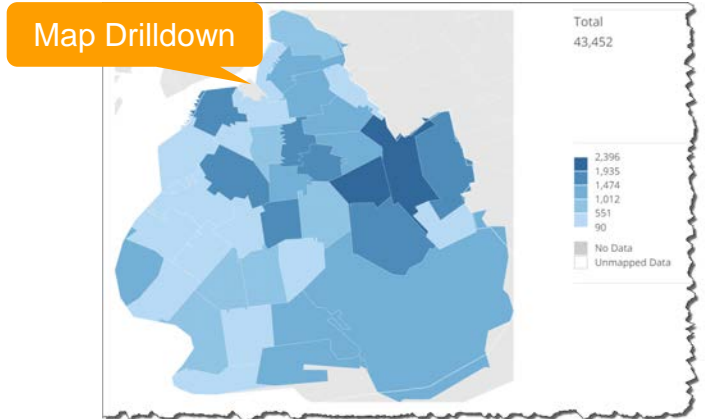 Map Drilldown
Total
43,452
2,396
1,935
1,474
1,012
551
90
No Data
Unmapped Data